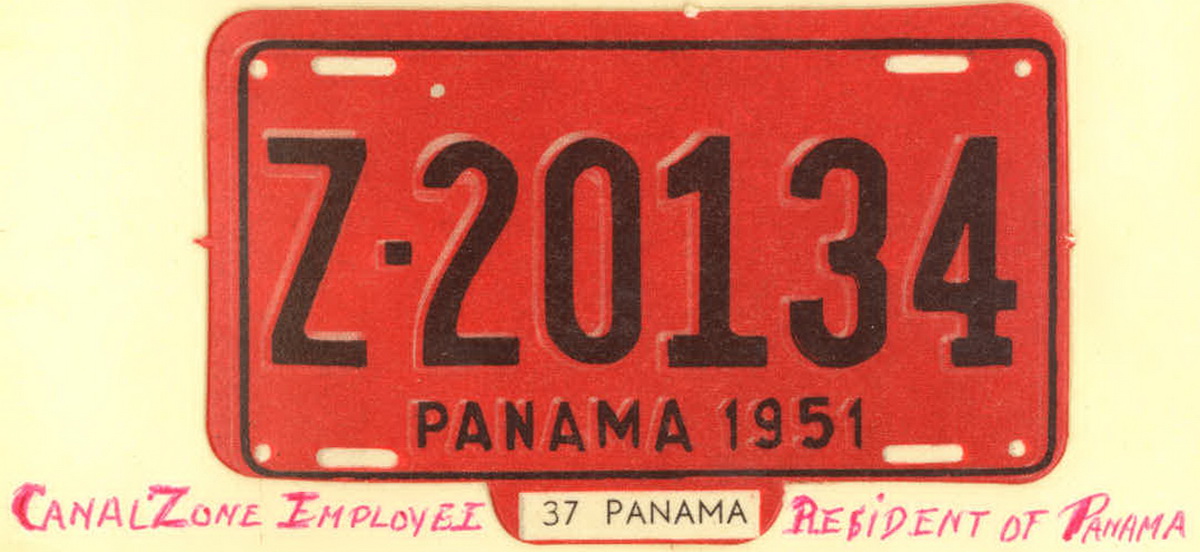 Z·20134
PANAMA 1951
CANAL ZONE EMPLOYEE 37 PANAMA RESIDENT OF PANAMA